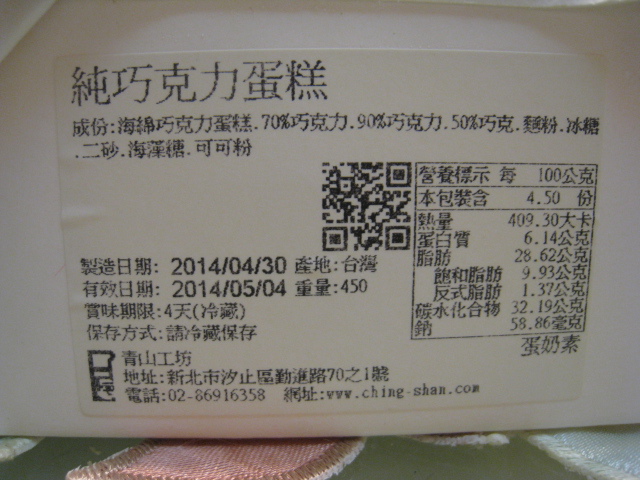 純巧克力蛋糕
成份:海綿巧克力蛋糕.70%巧克力.90%巧克力.50%巧克.麵粉.冰糖
.二砂.海藻糖.可可粉
營養標示 每 100公克
本包裝含 4.50 份
熱量 409.30大卡
蛋白質 6.14公克
脂肪 28.62公克
飽和脂肪 9.93公克
反式脂肪 1.37公克
碳水化合物 32.19公克
鈉 58.86毫克
蛋奶素
製造日期: 2014/04/30 產地:台灣
有效日期: 2014/05/04 重量:450
賞味期限:4天(冷藏)
保存方式:請冷藏保存
青山工坊
地址:新北市汐止區勤進路70之1號
電話:02-86916358 網址:www.ching-shan.com